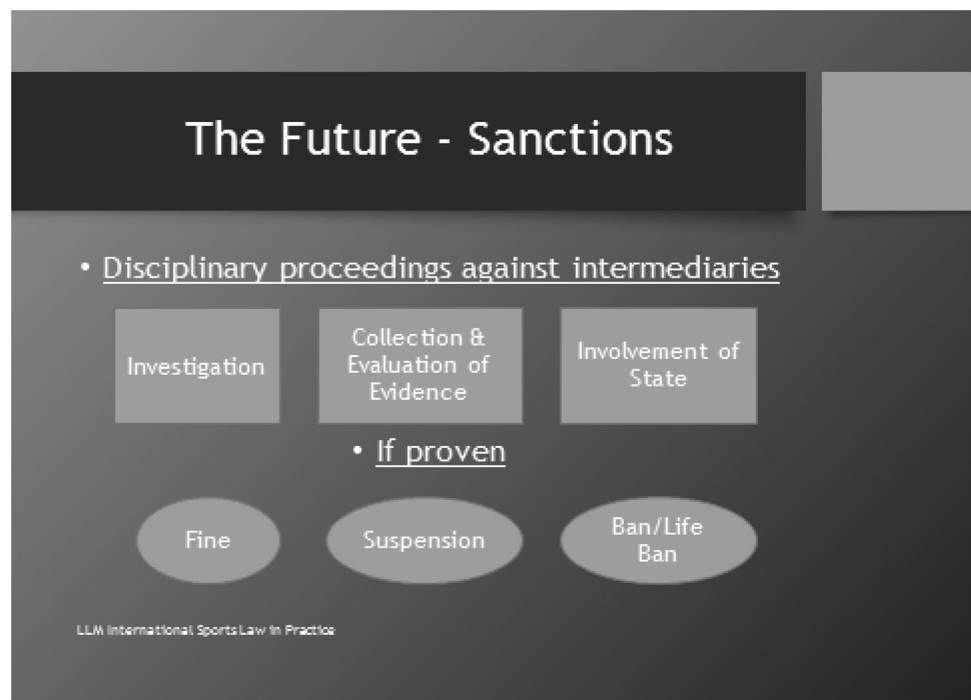 The Future - Sanctions
• Disciplinary proceedings against intermediaries
Investigation
Collection &
Evaluation of
Evidence
Involvement of
State
• If proven
Fine
Suspension
Ban/Life
Ban
LLM International Sports Law in Practice